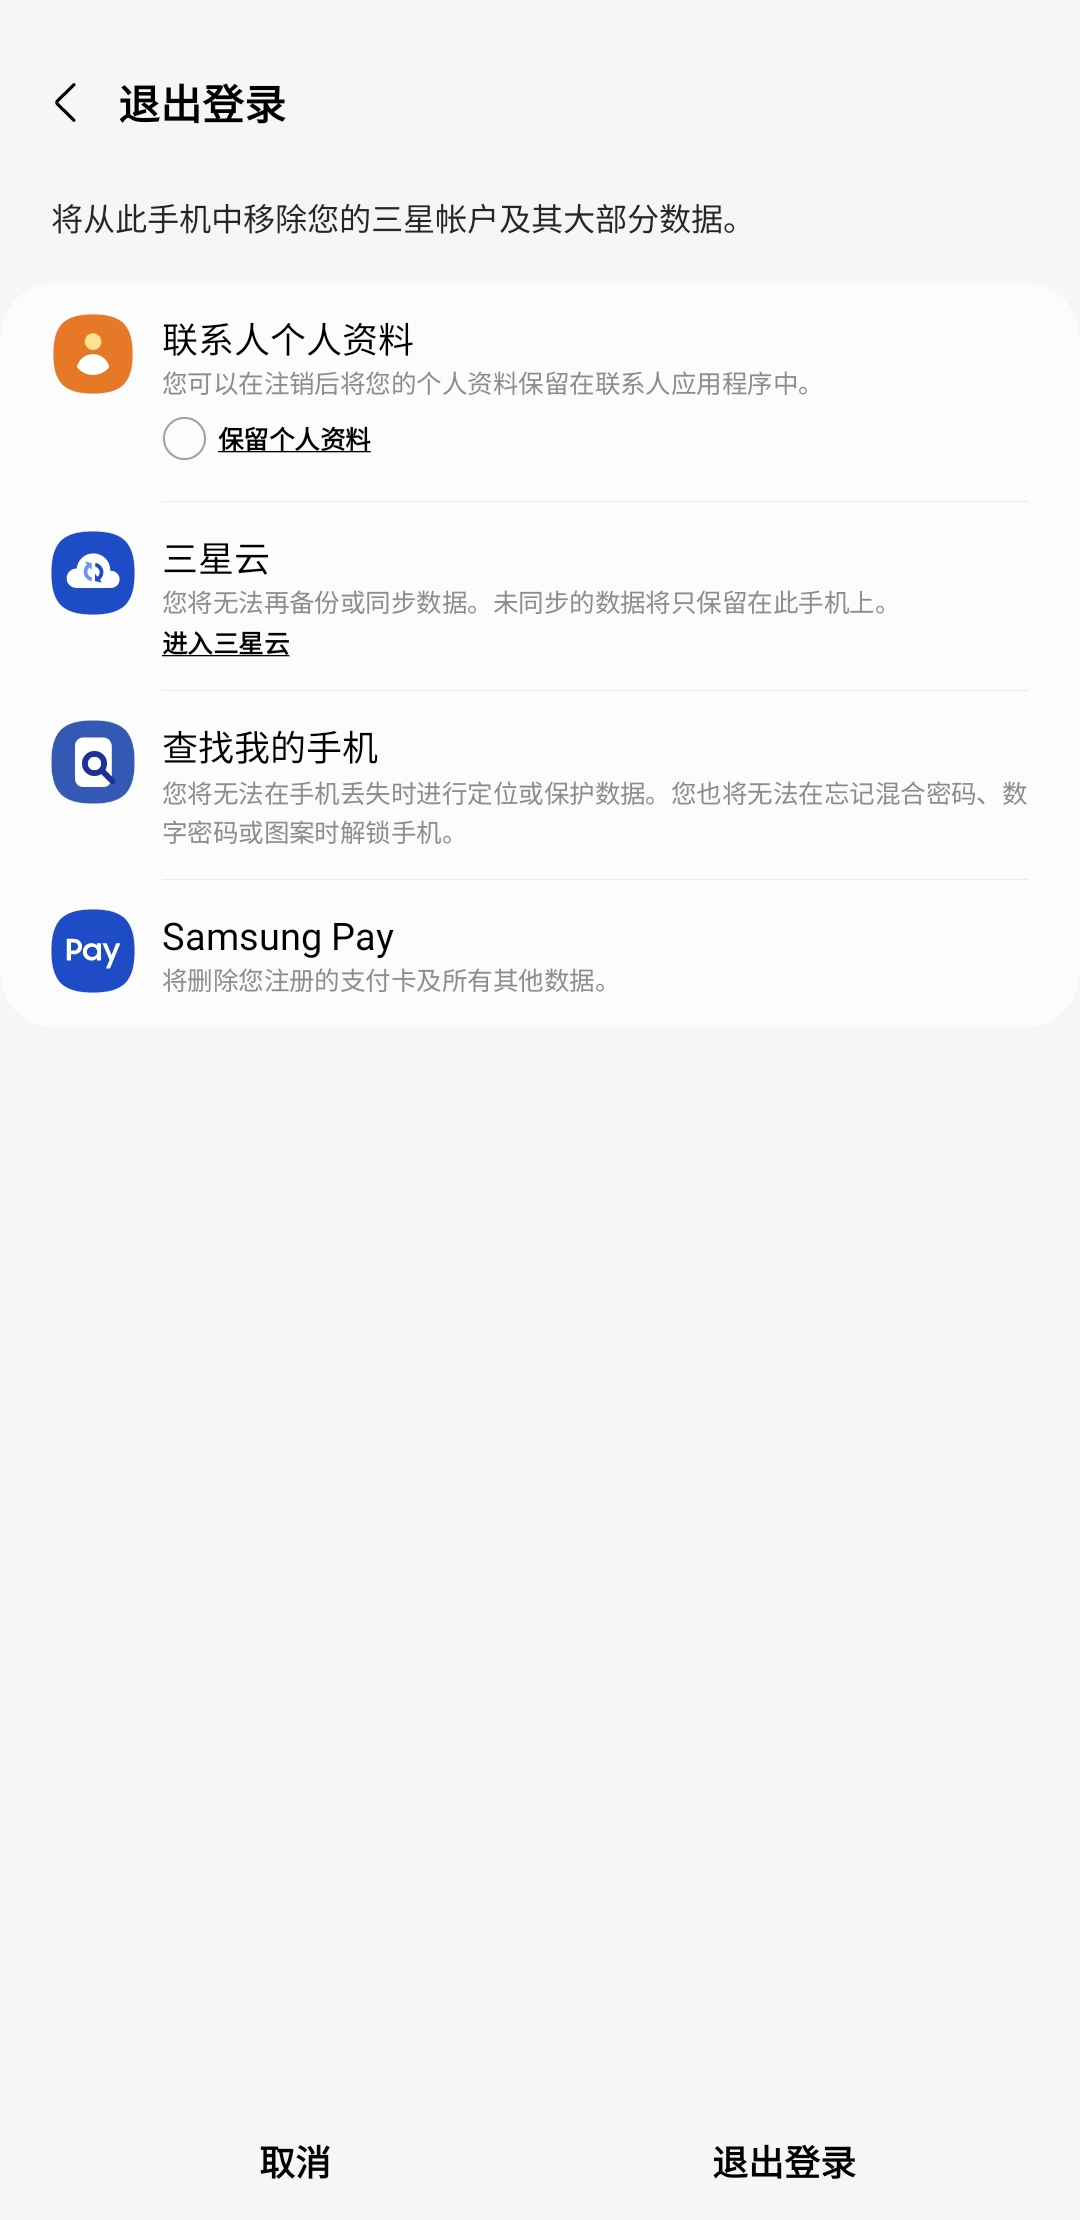 退出登录
将从此手机中移除您的三星帐户及其大部分数据。
联系人个人资料
您可以在注销后将您的个人资料保留在联系人应用程序中。
保留个人资料
三星云
您将无法再备份或同步数据。未同步的数据将只保留在此手机上。
进入三星云
查找我的手机
您将无法在手机丢失时进行定位或保护数据。您也将无法在忘记混合密码、数
字密码或图案时解锁手机。
Pay
Samsung Pay
将删除您注册的支付卡及所有其他数据。
取消
退出登录